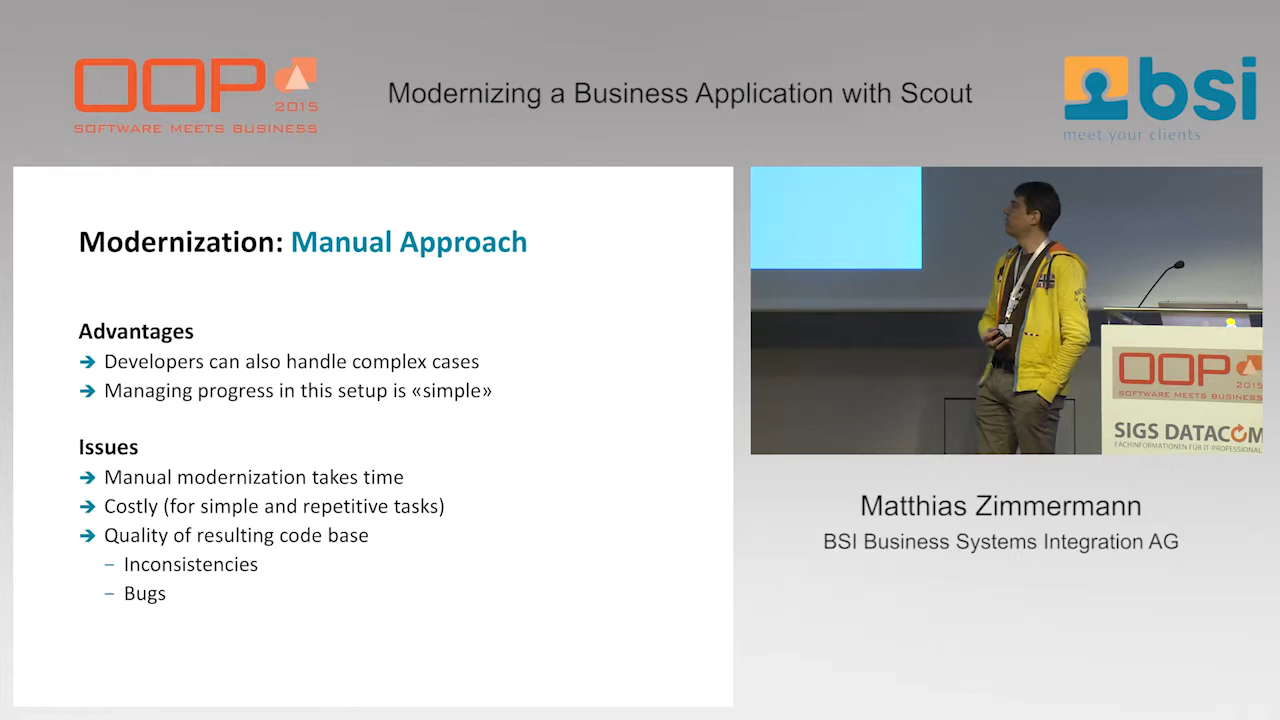 OOP
2015
SOFTWARE MEETS BUSINESS
Modernizing a Business Application with Scout
bsi
meet your clients
Modernization: Manual Approach
Advantages
➔ Developers can also handle complex cases
➔ Managing progress in this setup is «simple»
Issues
➔ Manual modernization takes time
➔ Costly (for simple and repetitive tasks)
➔ Quality of resulting code base
– Inconsistencies
– Bugs
OOP
2015
SOFTWARE MEETS BUSINESS
SIGS DATACOM
FACHINFORMATIONEN FÜR IT-PROFESSIONAL
Matthias Zimmermann
BSI Business Systems Integration AG